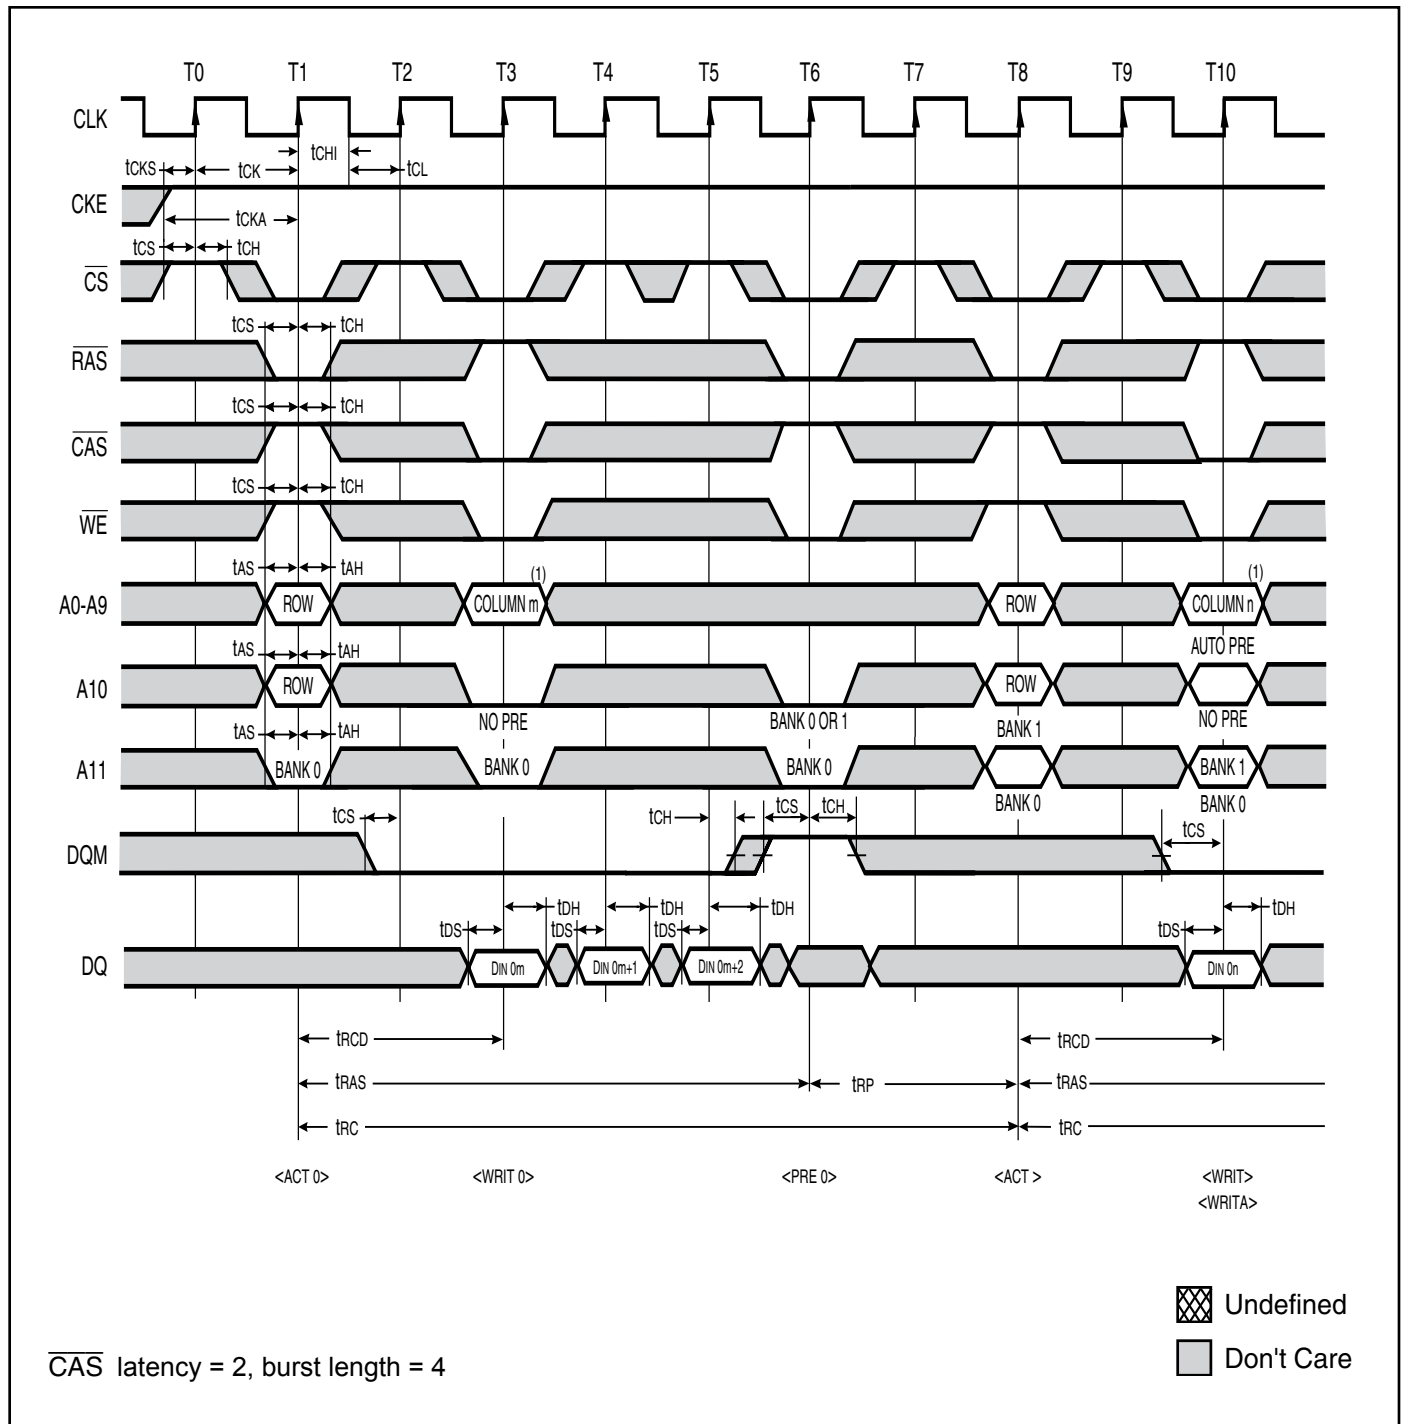 T0 T1 T2 T3 T4 T5 T6 T7 T8 T9 T10
CLK
tCHI
tCKS tCK tCL
CKE
tCKA
tCS tCH
CS
tCS tCH
RAS
tCS tCH
CAS
tCS tCH
WE
tAS tAH (1) (1)
A0-A9 ROW COLUMN m ROW COLUMN n
tAS tAH AUTO PRE
A10 ROW ROW
NO PRE BANK 0 OR 1 NO PRE
tAS tAH BANK 1
A11 BANK 0 BANK 0 BANK 0 BANK 1
BANK 0 BANK 0
tCS tCH tCS tCH tCS
DQM
tDH tDH tDH tDH
tDS tDS tDS tDS
DQ DIN 0m DIN 0m+1 DIN 0m+2 DIN 0n
tRCD tRCD
tRAS tRP tRAS
tRC tRC
<ACT 0> <WRIT 0> <PRE 0> <ACT > <WRIT>
<WRITA>
Undefined
Don't Care
CAS latency = 2, burst length = 4